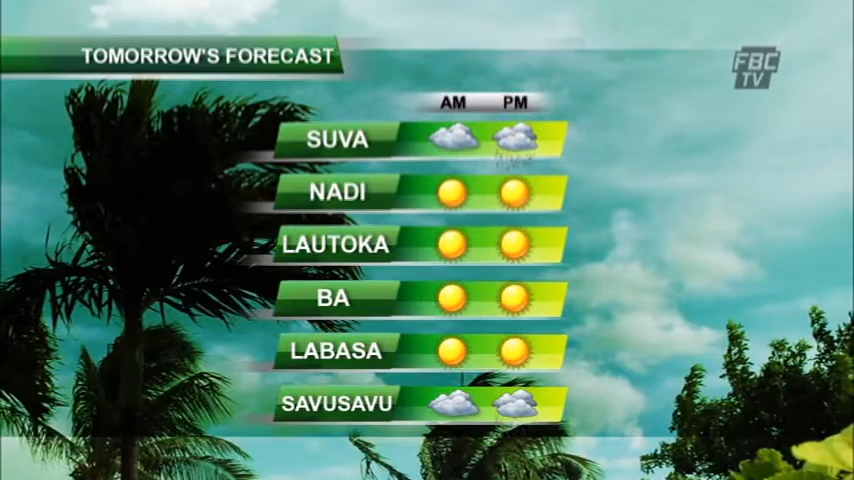 TOMORROW'S FORECAST
FBC
TV
AM PM
SUVA
NADI
LAUTOKA
BA
LABASA
SAVUSAVU